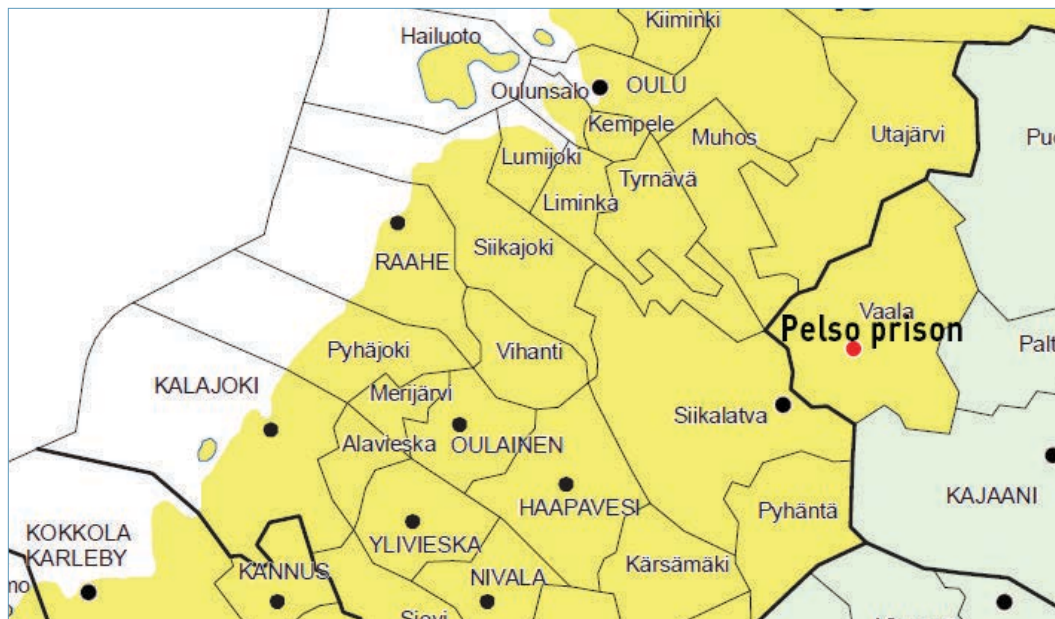 Kiiminki
Hailuoto
Oulunsalo
OULU
Kempele
Muhos
Utajärvi
Lumijoki
Tyrnävä
Liminka
Siikajoki
RAAHE
Vaala
Pelso prison
Pyhäjoki
Vihanti
KALAJOKI
Merijärvi
Siikalatva
Alavieska
OULAINEN
HAAPAVESI
KAJAANI
Pyhäntä
KOKKOLA
KARLEBY
YLIVIESKA
Kärsämäki
KANNUS
NIVALA
Sievi